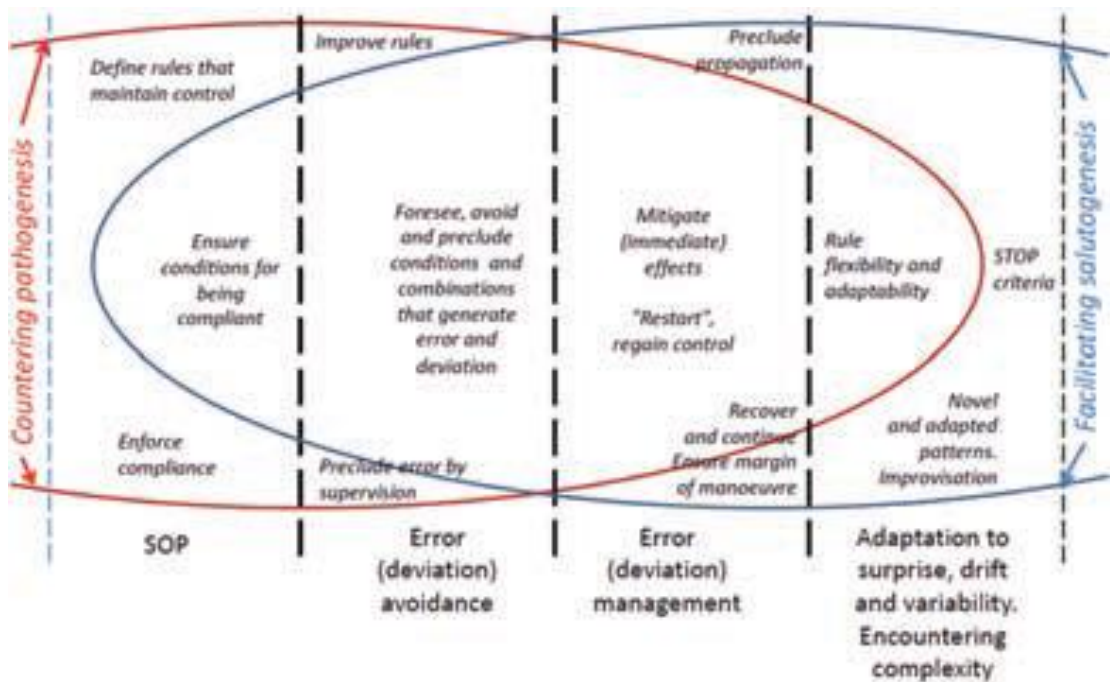 Countering pathogenesis
Define rules that
maintain control
Ensure
conditions for
being
compliant
Enforce
compliance
SOP
Improve rules
Foresee, avoid
and preclude
conditions and
combinations
that generate
error and
deviation
Preclude error by
supervision
Error
(deviation)
avoidance
Preclude
propagation
Mitigate
(immediate)
effects
"Restart",
regain control
Recover
and continue
Ensure margin
of manoeuvre
Error
(deviation)
management
Rule
flexibility and
adaptability
STOP
criteria
Novel
and adapted
patterns.
Improvisation
Adaptation to
surprise, drift
and variability.
Encountering
complexity
Facilitating salutogenesis